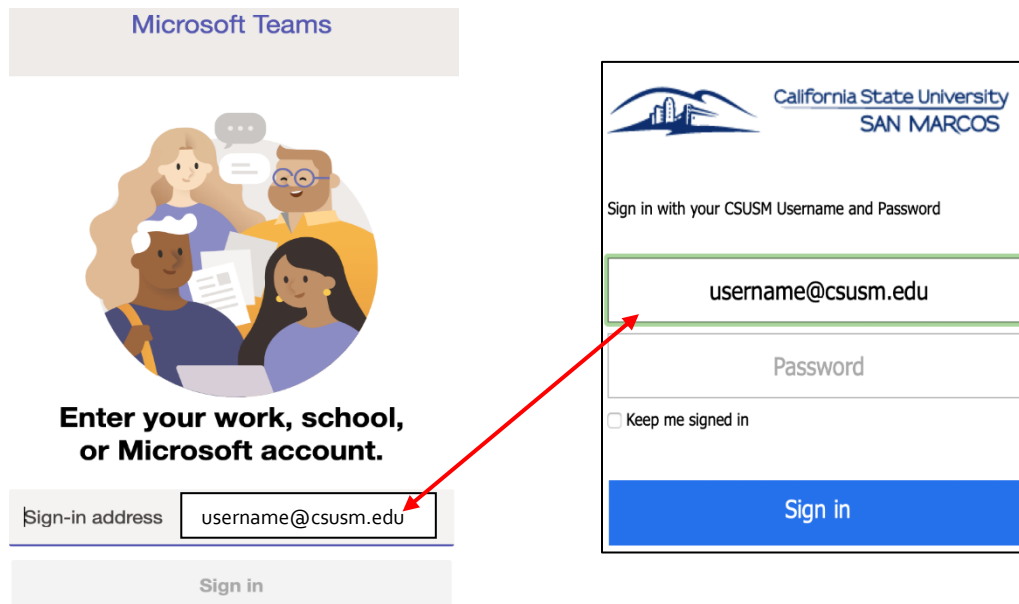 Microsoft Teams
Enter your work, school,
or Microsoft account.
Sign-in address
username@csusm.edu
Sign in
California State University
SAN MARCOS
Sign in with your CSUSM Username and Password
username@csusm.edu
Password
Keep me signed in
Sign in